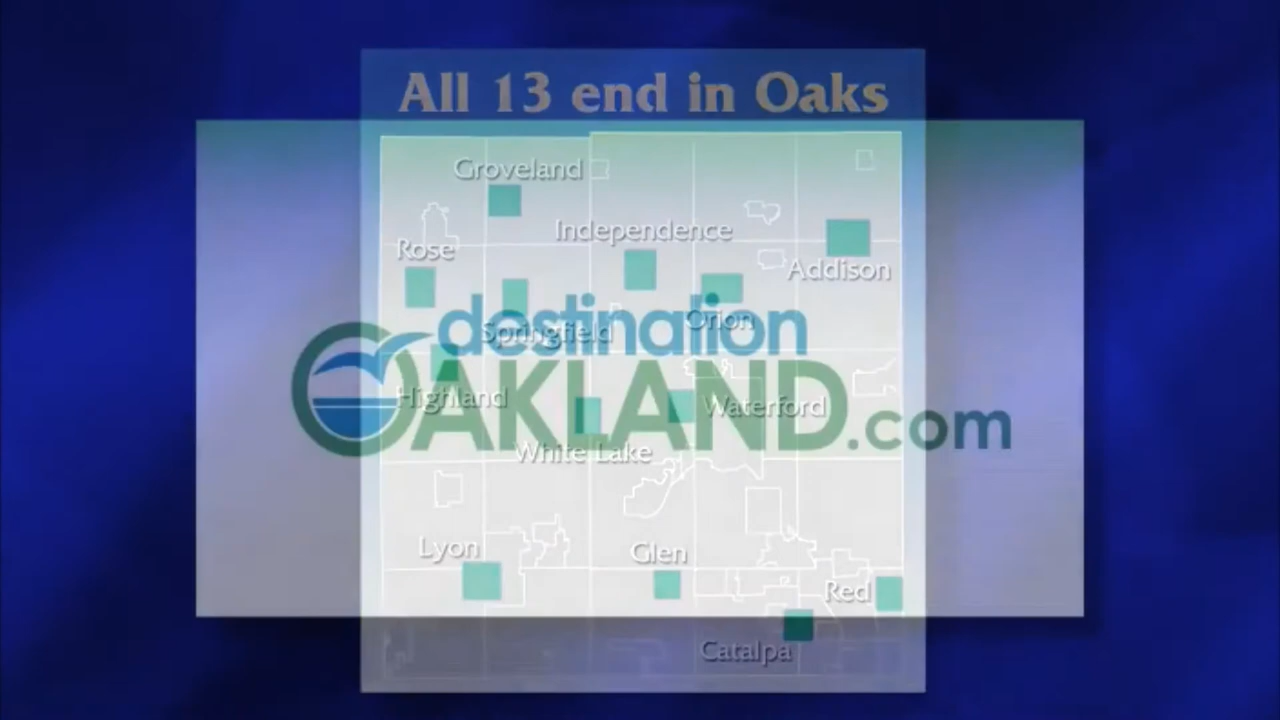 All 13 end in Oaks
Groveland
Independence
Rose
Addison
destination
Springfield
Orion
OAKLAND.com
Highland
Waterford
White Lake
Lyon
Glen
Red
Catalpa